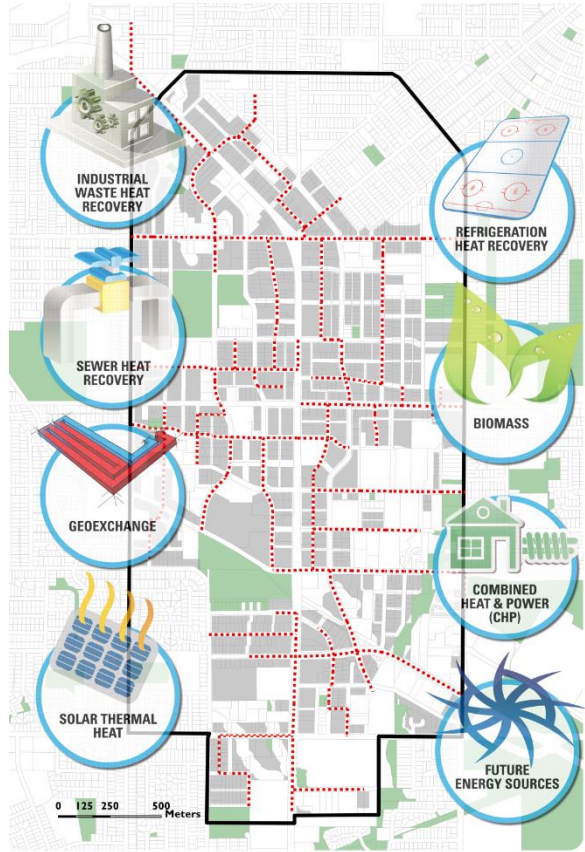 INDUSTRIAL
WASTE HEAT
RECOVERY
REFRIGERATION
HEAT RECOVERY
SEWER HEAT
RECOVERY
BIOMASS
GEOEXCHANGE
COMBINED
HEAT & POWER
(CHP)
SOLAR THERMAL
HEAT
FUTURE
ENERGY SOURCES
0 125 250 500
Meters